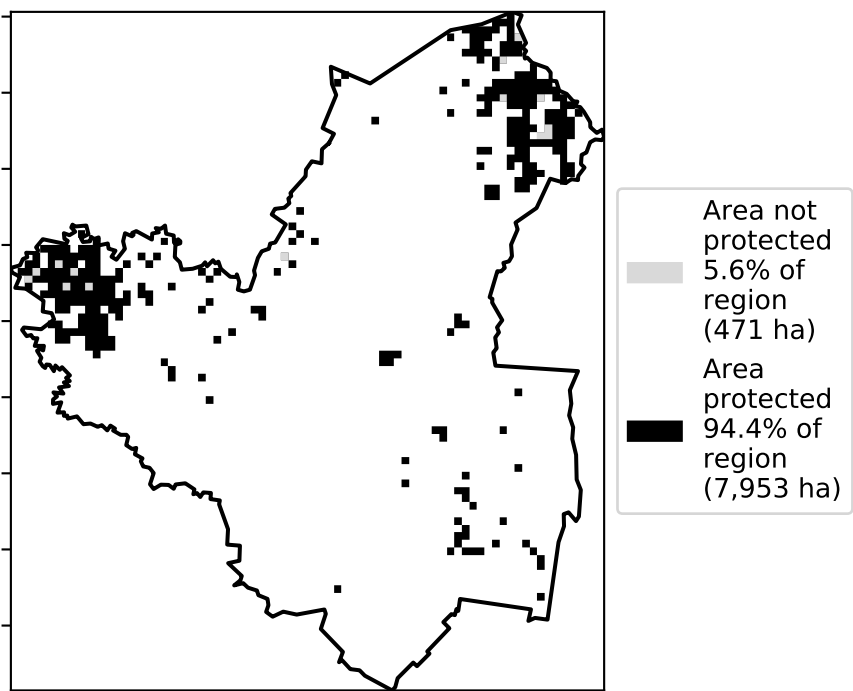 Area not
protected
5.6% of
region
(471 ha)
Area
protected
94.4% of
region
(7,953 ha)